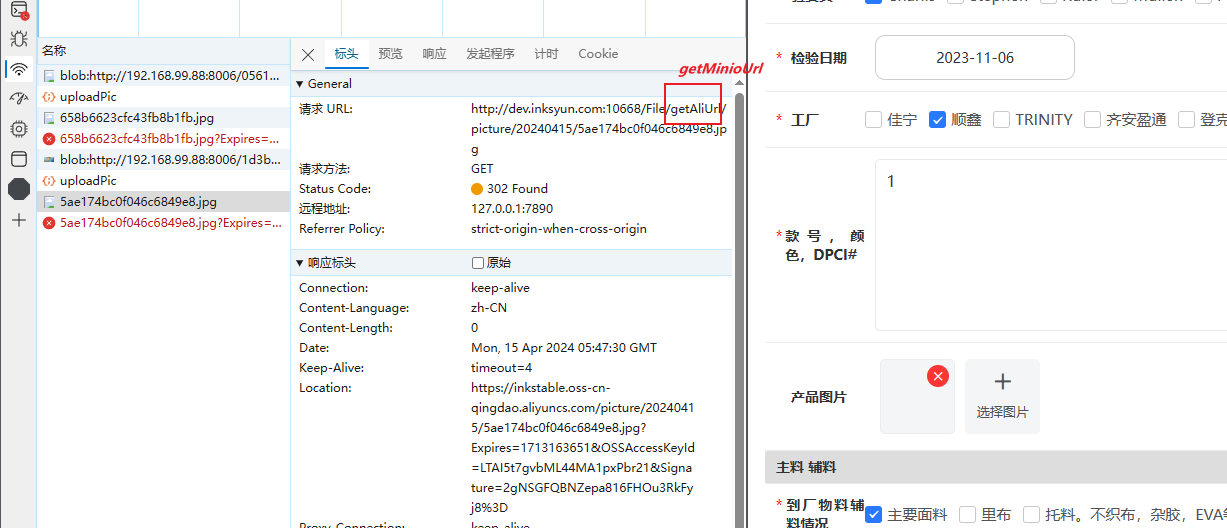 名称
blob:http://192.168.99.88:8006/0561...
uploadPic
658b6623cfc43fb8b1fb.jpg
658b6623cfc43fb8b1fb.jpg?Expires=...
blob:http://192.168.99.88:8006/1d3b...
uploadPic
5ae174bc0f046c6849e8.jpg
5ae174bc0f046c6849e8.jpg?Expires=...
标头 预览 响应 发起程序 计时 Cookie
getMinioUrl
General
请求 URL: http://dev.inksyun.com:10668/File/getAliUrl/
picture/20240415/5ae174bc0f046c6849e8.jp
g
请求方法: GET
Status Code: 302 Found
远程地址: 127.0.0.1:7890
Referrer Policy: strict-origin-when-cross-origin
响应标头 原始
Connection: keep-alive
Content-Language: zh-CN
Content-Length: 0
Date: Mon, 15 Apr 2024 05:47:30 GMT
Keep-Alive: timeout=4
Location: https://inkstable.oss-cn-
qingdao.aliyuncs.com/picture/2024041
5/5ae174bc0f046c6849e8.jpg?
Expires=1713163651&OSSAccessKeyId
=LTAI5t7gvbML44MA1pxPbr21&Signa
ture=2gNSGFQBNZepa816FHOu3RkFy
j8%3D
* 检验日期 2023-11-06
* 工厂 佳宁 顺鑫 TRINITY 齐安盈通 登克
* 款号，颜
色，DPCI#
1
产品图片
选择图片
主料 辅料
* 到厂物料辅
料情况
主要面料 里布 托料。不织布，杂胶，EVA